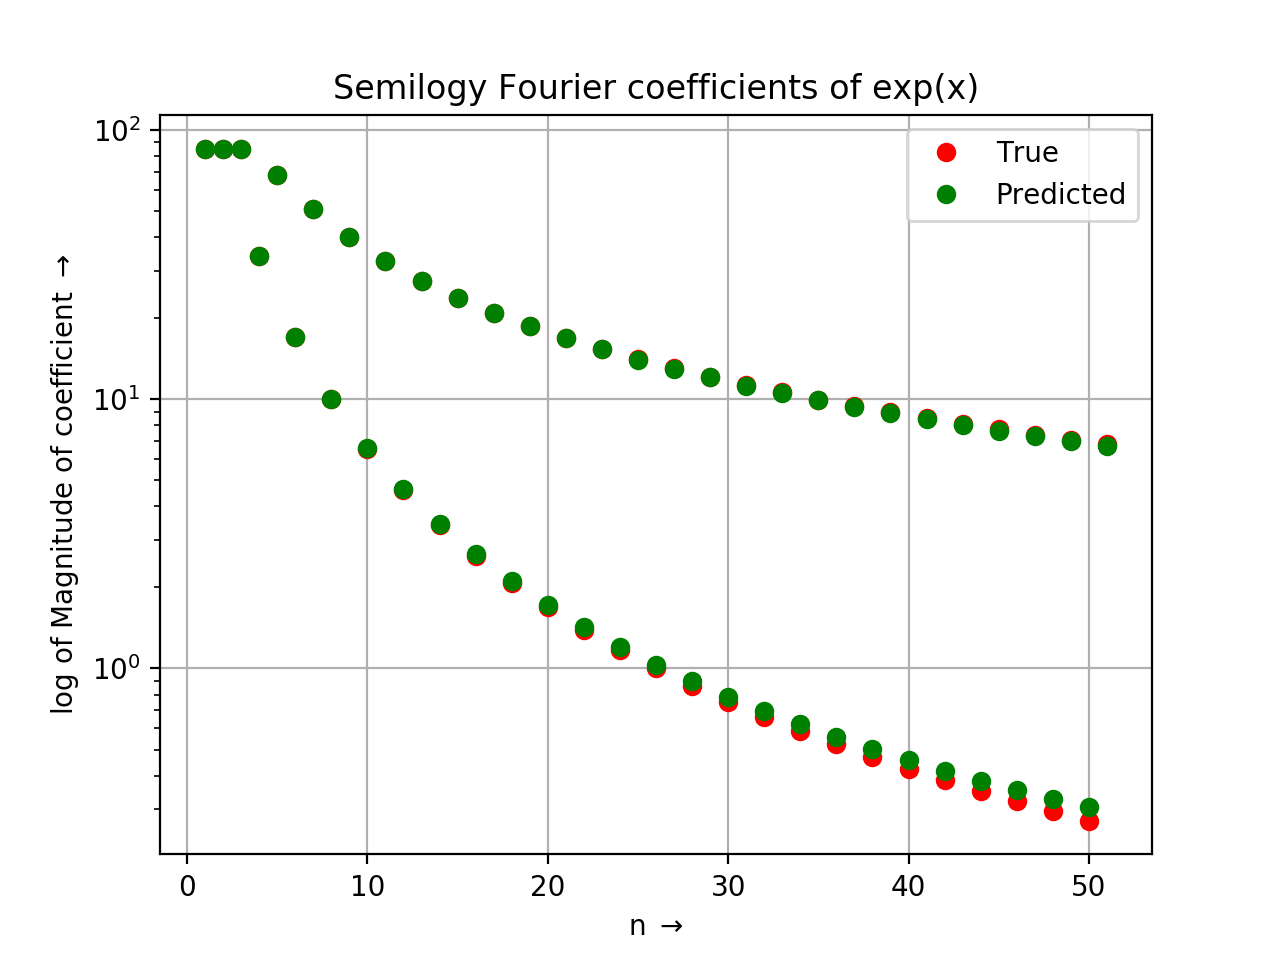 Semilogy Fourier coefficients of exp(x)
True
Predicted
log of Magnitude of coefficient →
10²
10¹
10⁰
0 10 20 30 40 50
n →